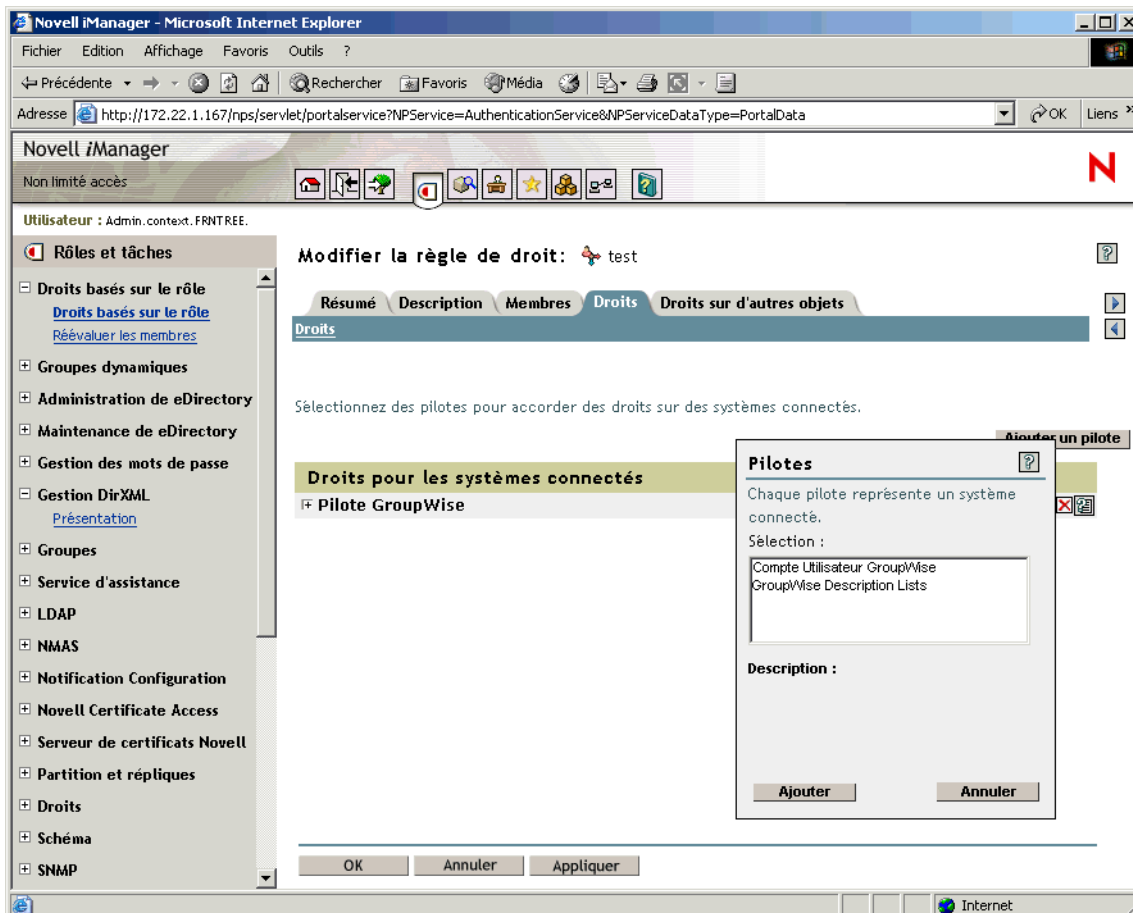 Novell iManager - Microsoft Internet Explorer
Fichier Edition Affichage Favoris Outils ?
Précédente Rechercher Favoris Média
Adresse http://172.22.1.167/nps/servlet/portalservice?NPService=AuthenticationService&NPServiceDataType=PortalData OK Liens »
Novell iManager
Non limité accès
N
Utilisateur : Admin.context.FRNTREE.
Rôles et tâches
Droits basés sur le rôle
Droits basés sur le rôle
Réévaluer les membres
Groupes dynamiques
Administration de eDirectory
Maintenance de eDirectory
Gestion des mots de passe
Gestion DirXML
Présentation
Groupes
Service d'assistance
LDAP
NMAS
Notification Configuration
Novell Certificate Access
Serveur de certificats Novell
Partition et répliques
Droits
Schéma
SNMP
Modifier la règle de droit: test
Résumé Description Membres Droits Droits sur d'autres objets
Droits
Sélectionnez des pilotes pour accorder des droits sur des systèmes connectés.
Ajouter un pilote
Droits pour les systèmes connectés
Pilote GroupWise
Pilotes
Chaque pilote représente un système
connecté.
Sélection :
Compte Utilisateur GroupWise
GroupWise Description Lists
Description :
Ajouter Annuler
OK Annuler Appliquer
Internet